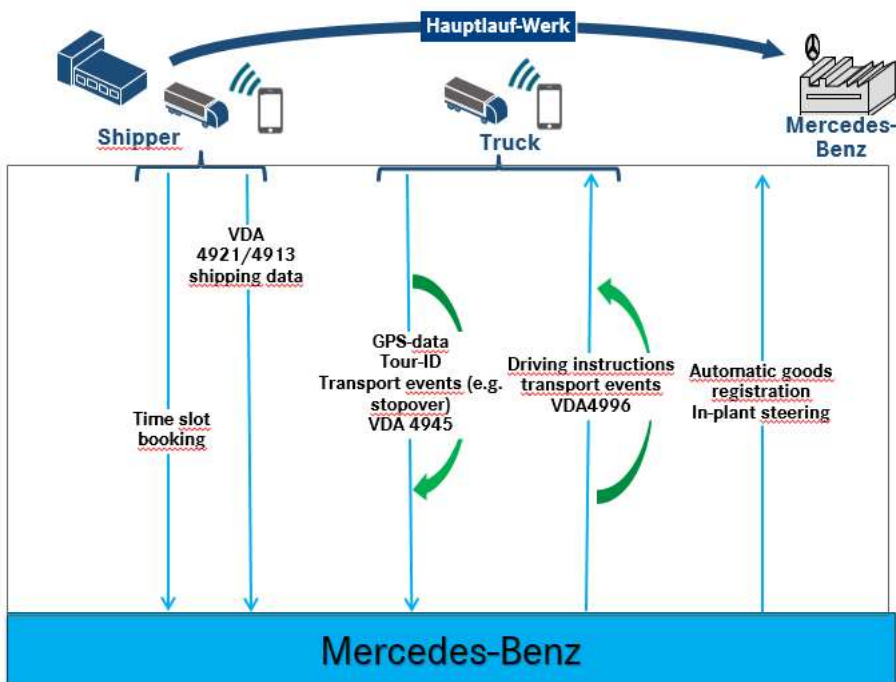 Hauptlauf-Werk
Shipper
Truck
Mercedes-
Benz
VDA
4921/4913
shipping data
Time slot
booking
GPS-data
Tour-ID
Transport events (e.g.
stopover)
VDA 4945
Driving instructions
transport events
VDA4996
Automatic goods
registration
In-plant steering
Mercedes-Benz